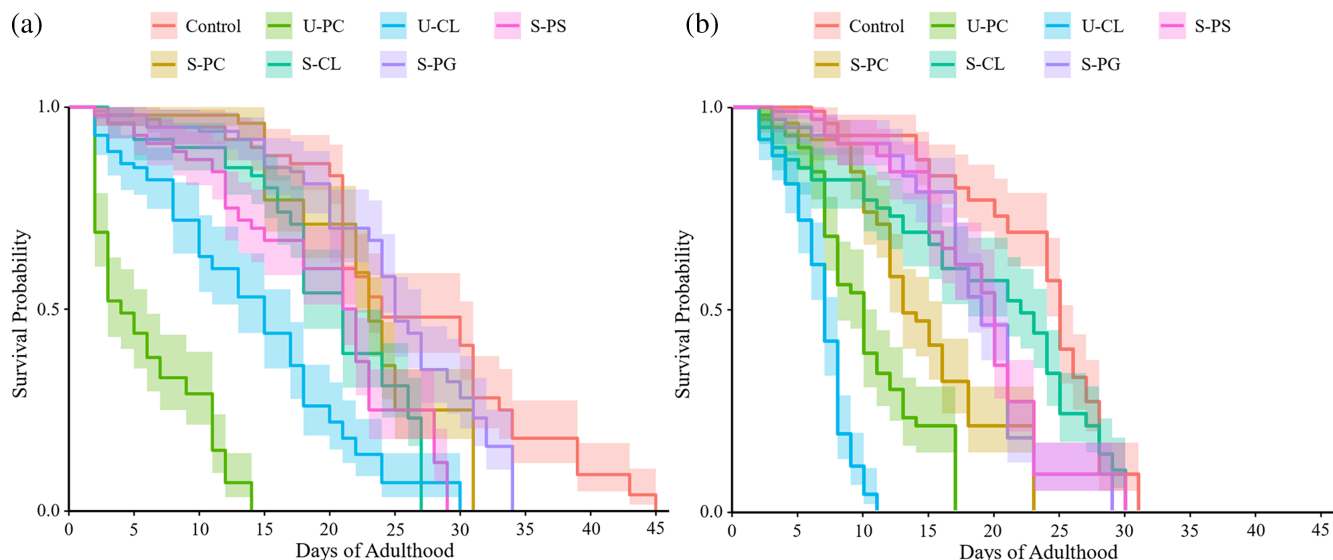 (a)
Control U-PC U-CL S-PS
S-PC S-CL S-PG
1.0
0.5
0.0
Survival Probability
0 5 10 15 20 25 30 35 40 45
Days of Adulthood
(b)
Control U-PC U-CL S-PS
S-PC S-CL S-PG
1.0
0.5
0.0
Survival Probability
0 5 10 15 20 25 30 35 40 45
Days of Adulthood